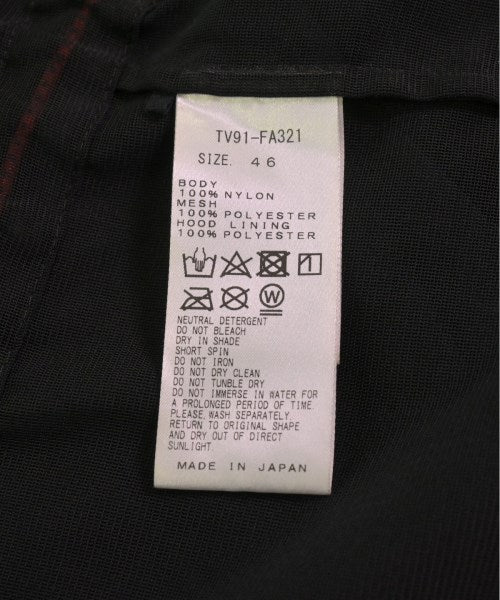 TV91-FA321
SIZE. 46
BODY
100% NYLON
MESH
100% POLYESTER
HOOD LINING
100% POLYESTER
W
NEUTRAL DETERGENT
DO NOT BLEACH
DRY IN SHADE
SHORT SPIN
DO NOT IRON
DO NOT DRY CLEAN
DO NOT TUNBLE DRY
DO NOT IMMERSE IN WATER FOR
A PROLONGED PERIOD OF TIME.
PLEASE, WASH SEPARATELY.
RETURN TO ORIGINAL SHAPE
AND DRY OUT OF DIRECT
SUNLIGHT.
MADE IN JAPAN